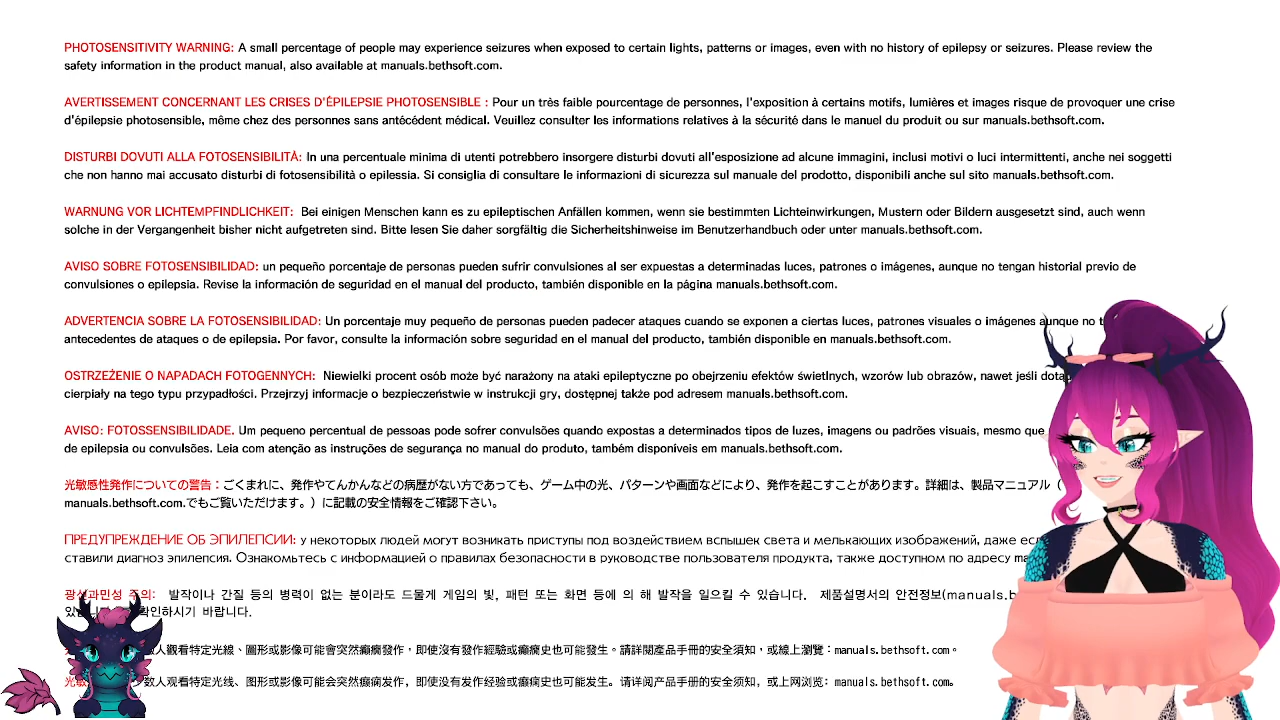 PHOTOSENSITIVITY WARNING: A small percentage of people may experience seizures when exposed to certain lights, patterns or images, even with no history of epilepsy or seizures. Please review the
safety information in the product manual, also available at manuals.bethsoft.com.
AVERTISSEMENT CONCERNANT LES CRISES D'ÉPILEPSIE PHOTOSENSIBLE : Pour un très faible pourcentage de personnes, l'exposition à certains motifs, lumières et images risque de provoquer une crise
d'épilepsie photosensible, même chez des personnes sans antécédent médical. Veuillez consulter les informations relatives à la sécurité dans le manuel du produit ou sur manuals.bethsoft.com.
DISTURBI DOVUTI ALLA FOTOSENSIBILITÀ: In una percentuale minima di utenti potrebbero insorgere disturbi dovuti all'esposizione ad alcune immagini, inclusi motivi o luci intermittenti, anche nei soggetti
che non hanno mai accusato disturbi di fotosensibilità o epilessia. Si consiglia di consultare le informazioni di sicurezza sul manuale del prodotto, disponibili anche sul sito manuals.bethsoft.com.
WARNUNG VOR LICHTEMPFINDLICHKEIT: Bei einigen Menschen kann es zu epileptischen Anfällen kommen, wenn sie bestimmten Lichteinwirkungen, Mustern oder Bildern ausgesetzt sind, auch wenn
solche in der Vergangenheit bisher nicht aufgetreten sind. Bitte lesen Sie daher sorgfältig die Sicherheitshinweise im Benutzerhandbuch oder unter manuals.bethsoft.com.
AVISO SOBRE FOTOSENSIBILIDAD: un pequeño porcentaje de personas pueden sufrir convulsiones al ser expuestas a determinadas luces, patrones o imágenes, aunque no tengan historial previo de
convulsiones o epilepsia. Revise la información de seguridad en el manual del producto, también disponible en la página manuals.bethsoft.com.
ADVERTENCIA SOBRE LA FOTOSENSIBILIDAD: Un porcentaje muy pequeño de personas pueden padecer ataques cuando se exponen a ciertas luces, patrones visuales o imágenes aunque no
antecedentes de ataques o de epilepsia. Por favor, consulte la información sobre seguridad en el manual del producto, también disponible en manuals.bethsoft.com.
OSTRZEŻENIE O NAPADACH FOTOGENNYCH: Niewielki procent osób może być narażony na ataki epileptyczne po obejrzeniu efektów świetlnych, wzorów lub obrazów, nawet jeśli
cierpiały na tego typu przypadłości. Przejrzyj informacje o bezpieczeństwie w instrukcji gry, dostępnej także pod adresem manuals.bethsoft.com.
AVISO: FOTOSSENSIBILIDADE. Um pequeno percentual de pessoas pode sofrer convulsões quando expostas a determinados tipos de luzes, imagens ou padrões visuais, mesmo que
de epilepsia ou convulsões. Leia com atenção as instruções de segurança no manual do produto, também disponíveis em manuals.bethsoft.com.
光敏感性発作についての警告：ごくまれに、発作やてんかんなどの病歴がない方であっても、ゲーム中の光、パターンや画面などにより、発作を起こすことがあります。詳細は、製品マニュアル（
manuals.bethsoft.com.でもご覧いただけます。）に記載の安全情報をご確認下さい。
ПРЕДУПРЕЖДЕНИЕ ОБ ЭПИЛЕПСИИ: у некоторых людей могут возникать приступы под воздействием вспышек света и мелькающих изображений, даже
ставили диагноз эпилепсия. Ознакомьтесь с информацией о правилах безопасности в руководстве пользователя продукта, также доступном по адресу
광선과민성 주의: 발작이나 간질 등의 병력이 없는 분이라도 드물게 게임의 빛, 패턴 또는 화면 등에 의 해 발작을 일으킬 수 있습니다. 제품설명서의 안전정보(manuals.
확인하시기 바랍니다.
數人觀看特定光線、圖形或影像可能會突然癲癇發作，即使沒有發作經驗或癲癇史也可能發生。請詳閱產品手冊的安全須知，或線上瀏覽：manuals.bethsoft.com。
数人观看特定光线、图形或影像可能会突然癫痫发作，即使没有发作经验或癫痫史也可能发生。请详阅产品手册的安全须知，或上网浏览：manuals.bethsoft.com。